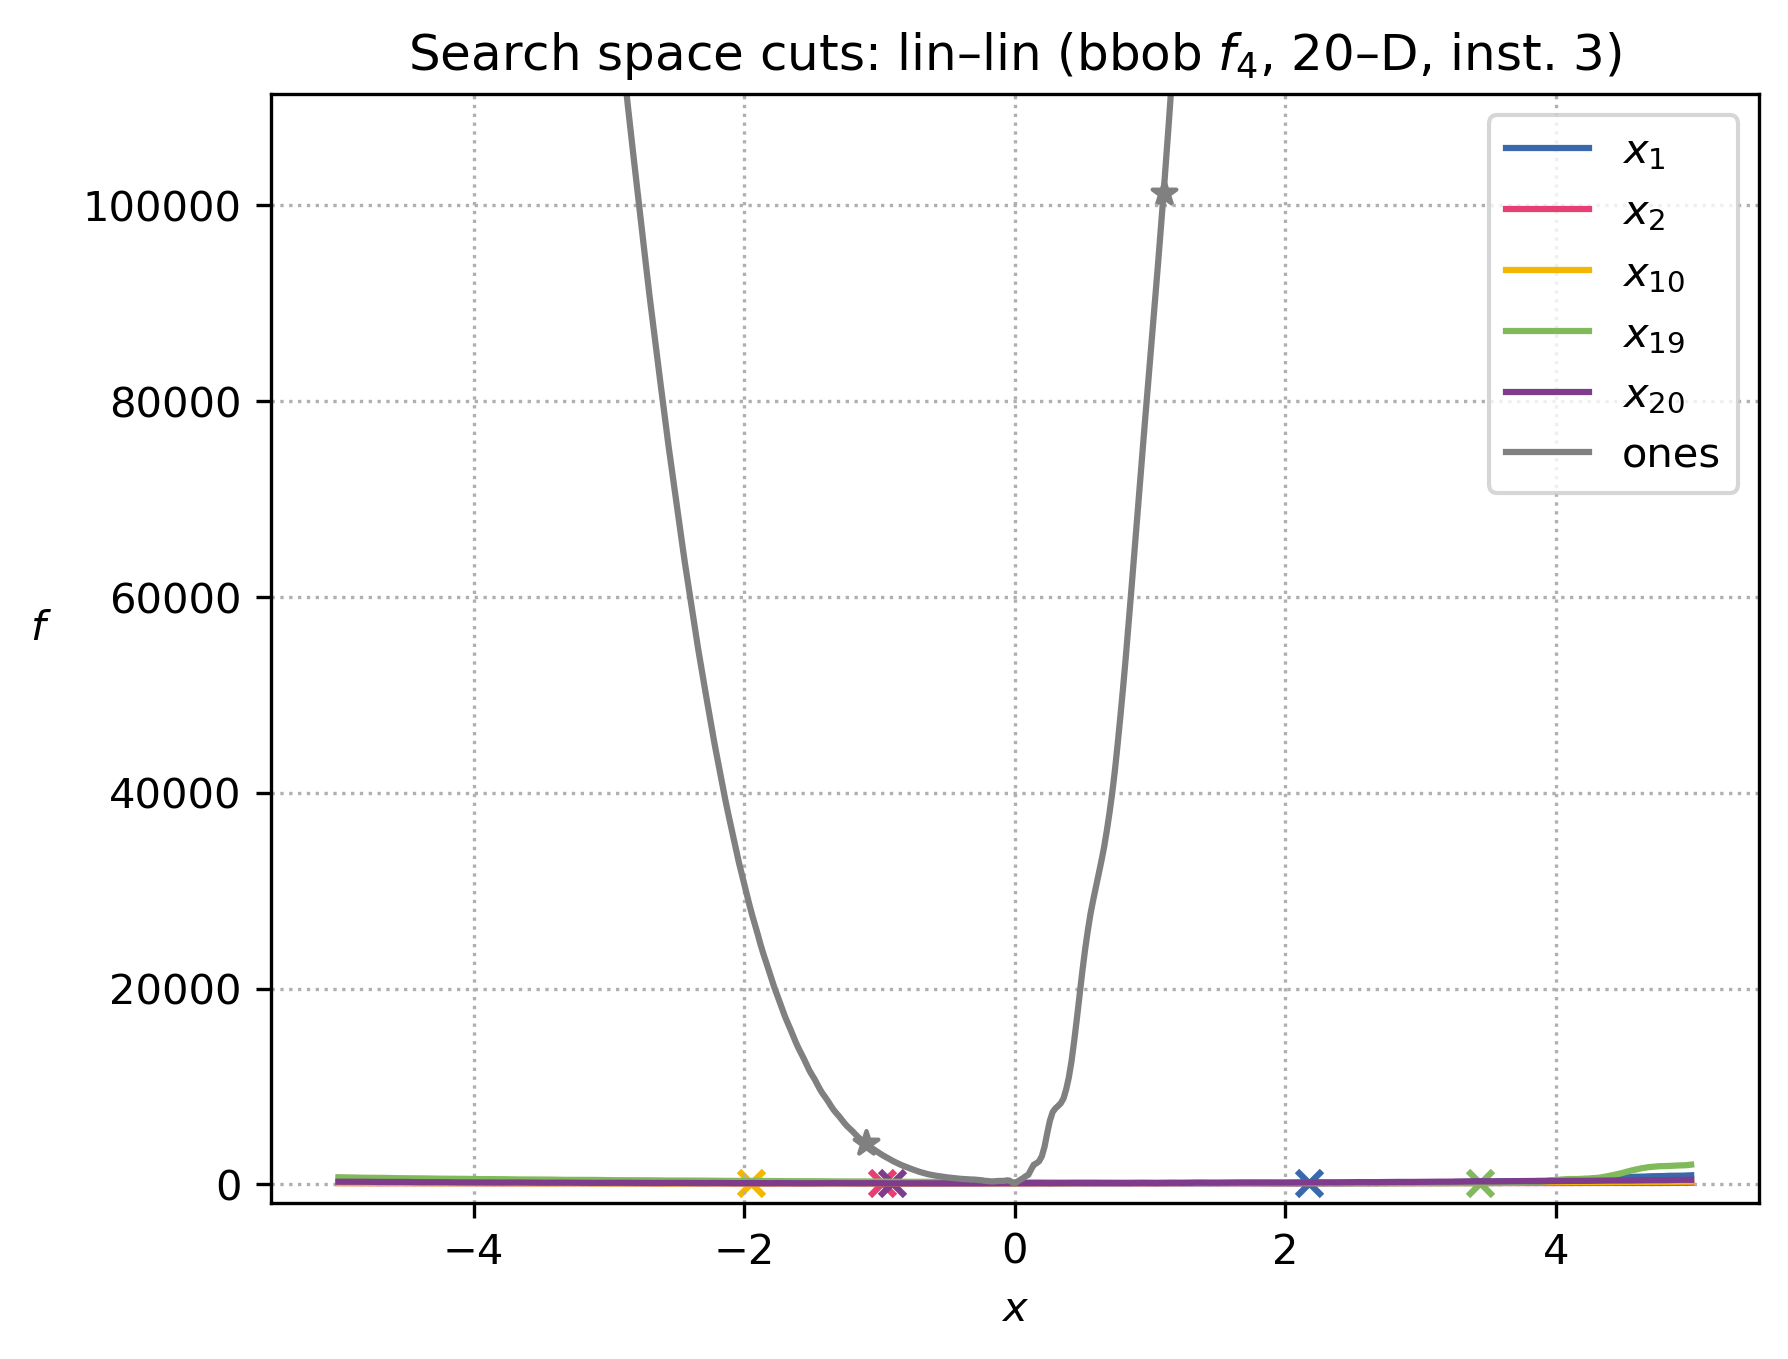 Search space cuts: lin–lin (bbob f₄, 20–D, inst. 3)
100000
80000
60000
40000
20000
0
f
−4
−2
0
2
4
x
x₁
x₂
x₁₀
x₁₉
x₂₀
ones